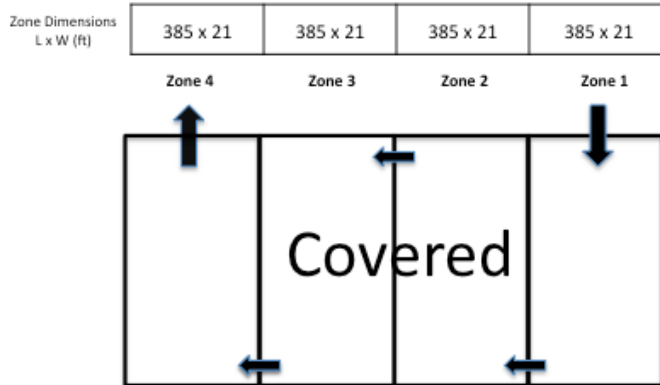 Zone Dimensions
L x W (ft)
385 x 21 385 x 21 385 x 21 385 x 21
Zone 4 Zone 3 Zone 2 Zone 1
Covered